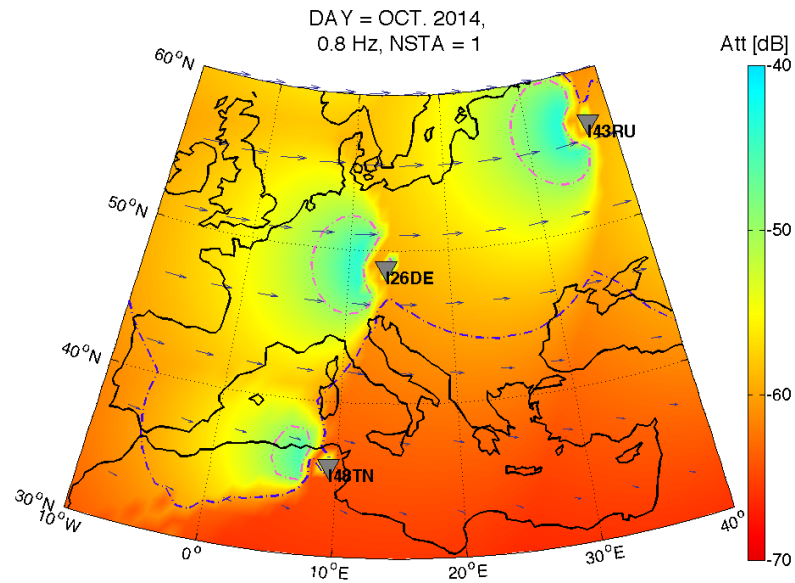 DAY = OCT. 2014,
0.8 Hz, NSTA = 1
Att [dB]
-40
-50
-60
-70
60°N
50°N
40°N
30°N
10°W
0°
10°E
20°E
30°E
40°
I43RU
I26DE
I48TN